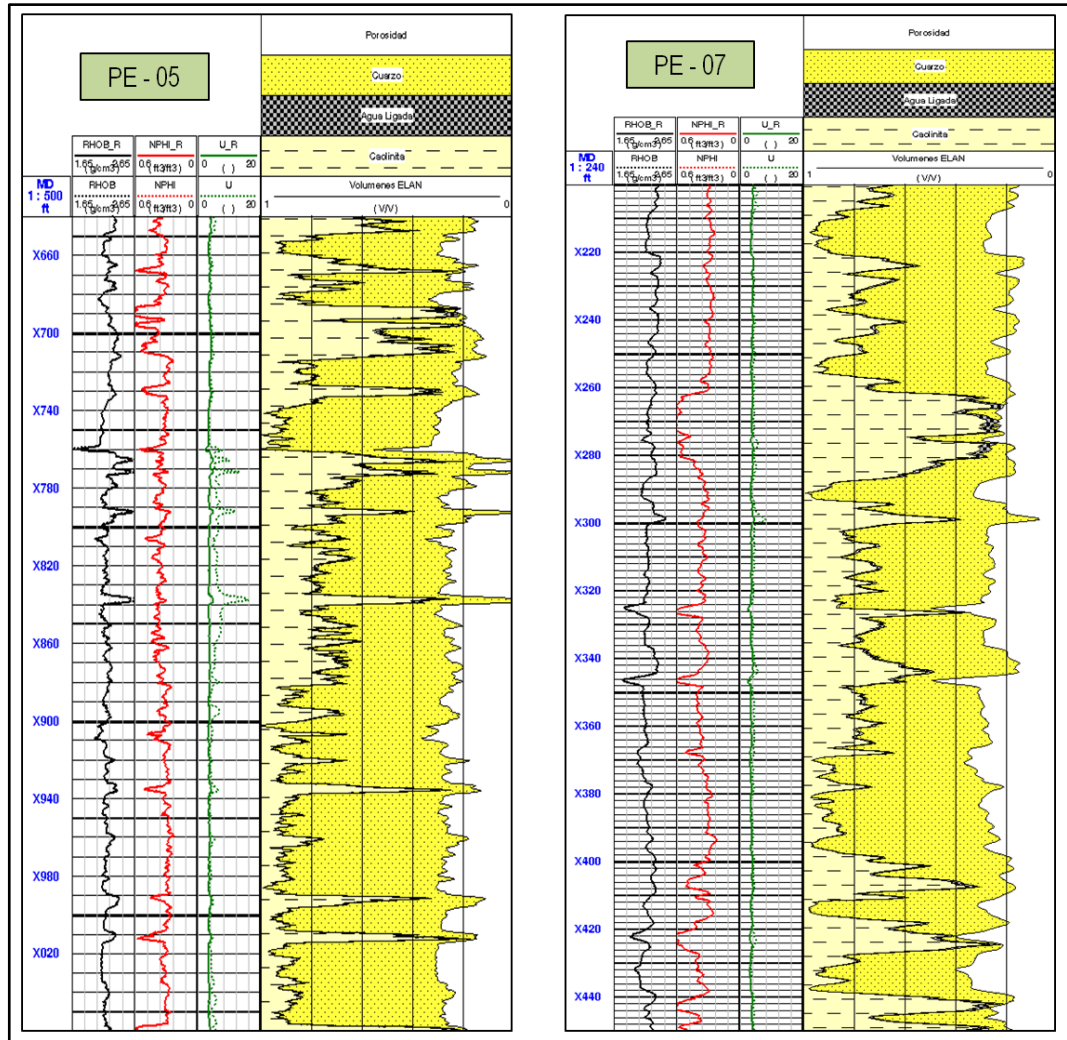 PE - 05
Porosidad
Cuarzo
Agua Ligada
Caolinita
RHOB_R NPHI_R U_R
1.65 2.65 0.6 0 0 20
( g/cm3 ) ( ft3/ft3 ) ( )
MD
1 : 500
ft
RHOB NPHI U
1.65 2.65 0.6 0 0 20
( g/cm3 ) ( ft3/ft3 ) ( )
Volumenes ELAN
1 0
( V/V )
X660
X700
X740
X780
X820
X860
X900
X940
X980
X020
PE - 07
Porosidad
Cuarzo
Agua Ligada
Caolinita
RHOB_R NPHI_R U_R
1.65 2.65 0.6 0 0 20
( g/cm3 ) ( ft3/ft3 ) ( )
MD
1 : 240
ft
RHOB NPHI U
1.65 2.65 0.6 0 0 20
( g/cm3 ) ( ft3/ft3 ) ( )
Volumenes ELAN
1 0
( V/V )
X220
X240
X260
X280
X300
X320
X340
X360
X380
X400
X420
X440